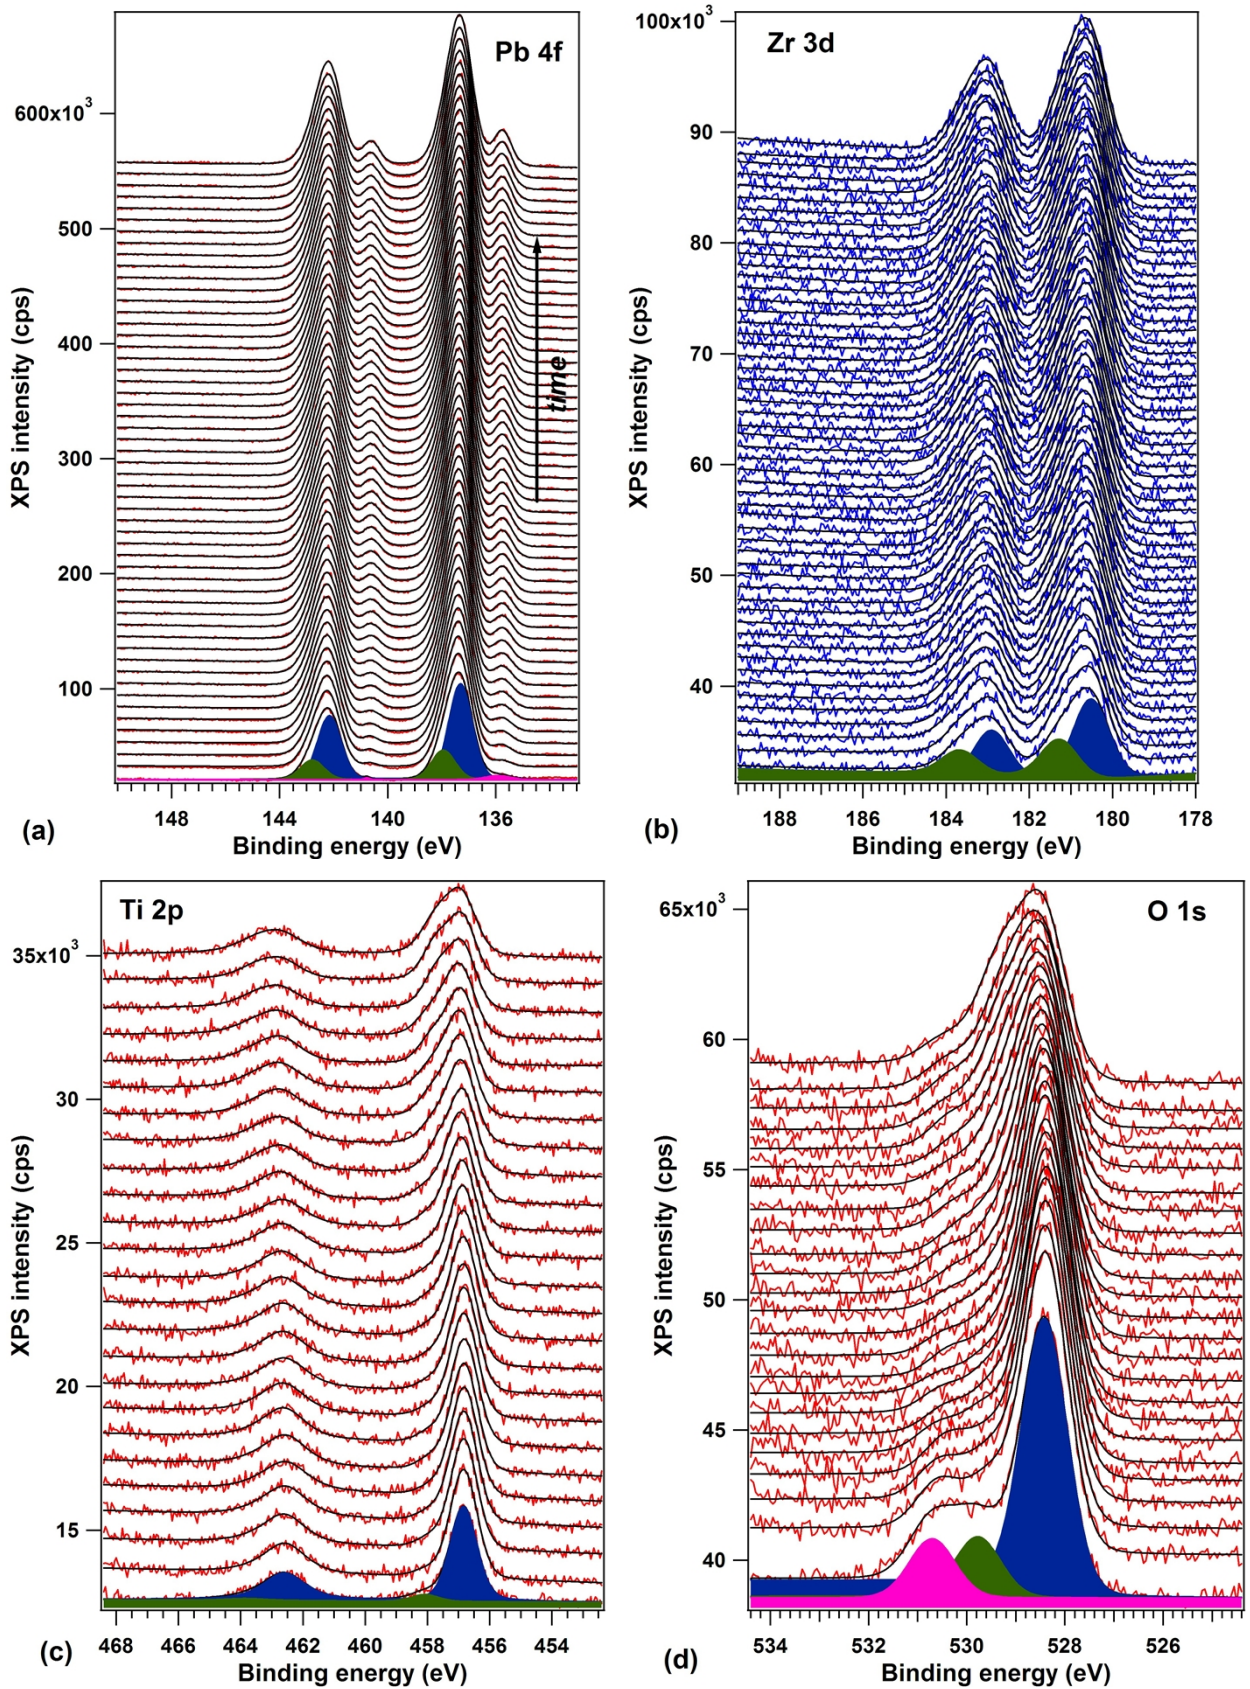 Pb 4f
600x10³
500
400
300
200
100
XPS intensity (cps)
time
148
144
140
136
Binding energy (eV)
(a)
Zr 3d
100x10³
90
80
70
60
50
40
XPS intensity (cps)
188
186
184
182
180
178
Binding energy (eV)
(b)
Ti 2p
35x10³
30
25
20
15
XPS intensity (cps)
468
466
464
462
460
458
456
454
Binding energy (eV)
(c)
O 1s
65x10³
60
55
50
45
40
XPS intensity (cps)
534
532
530
528
526
Binding energy (eV)
(d)